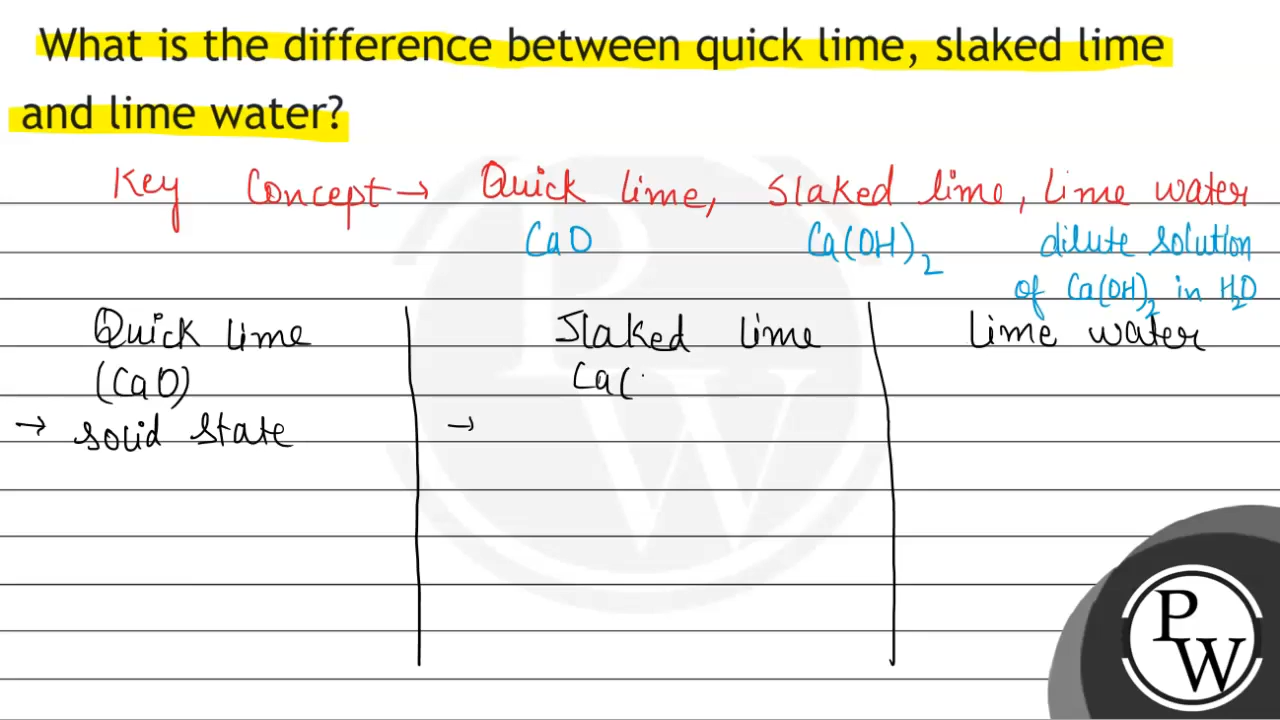 What is the difference between quick lime, slaked lime
and lime water?
Key Concept → Quick lime, Slaked lime, Lime water
CaO Ca(OH)₂ dilute solution
of Ca(OH)₂ in H₂O
Quick lime Slaked lime Lime water
(CaO) Ca(
→ Solid State →
P
W
PW